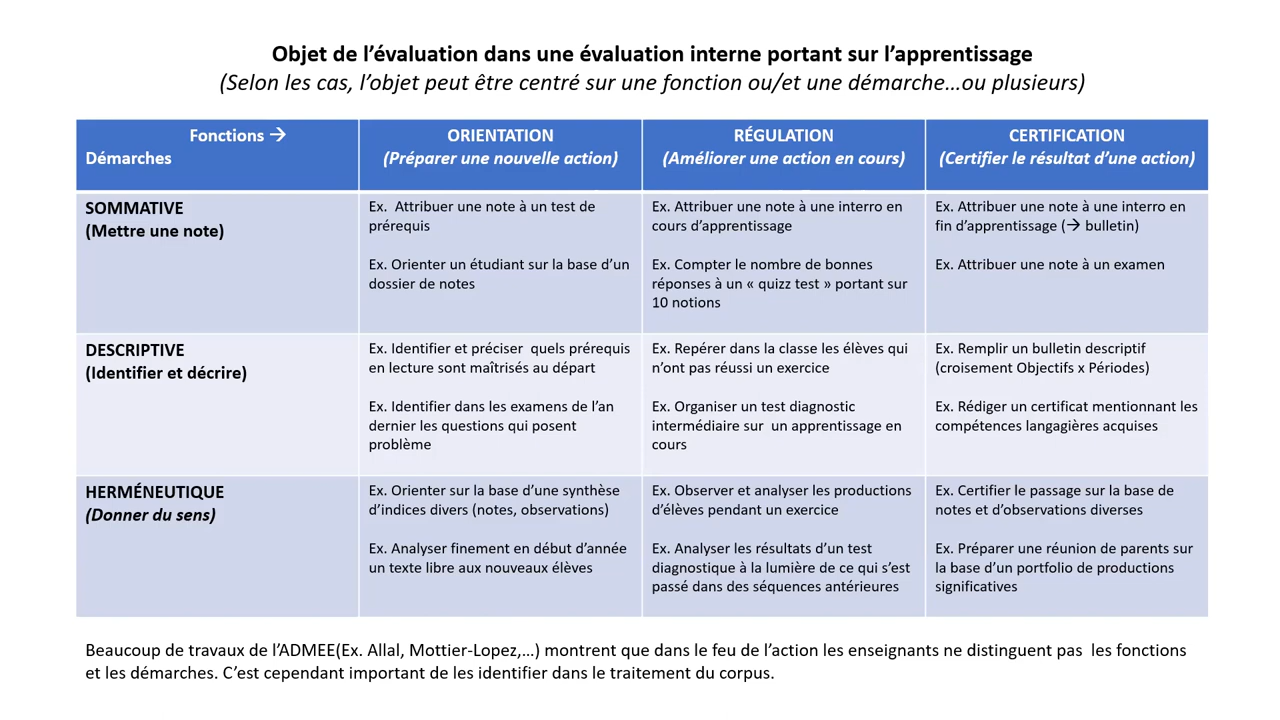 Objet de l’évaluation dans une évaluation interne portant sur l’apprentissage
(Selon les cas, l’objet peut être centré sur une fonction ou/et une démarche…ou plusieurs)
Fonctions →
Démarches
ORIENTATION
(Préparer une nouvelle action)
RÉGULATION
(Améliorer une action en cours)
CERTIFICATION
(Certifier le résultat d’une action)
SOMMATIVE
(Mettre une note)
Ex. Attribuer une note à un test de
prérequis
Ex. Orienter un étudiant sur la base d’un
dossier de notes
Ex. Attribuer une note à une interro en
cours d’apprentissage
Ex. Compter le nombre de bonnes
réponses à un « quizz test » portant sur
10 notions
Ex. Attribuer une note à une interro en
fin d’apprentissage (→ bulletin)
Ex. Attribuer une note à un examen
DESCRIPTIVE
(Identifier et décrire)
Ex. Identifier et préciser quels prérequis
en lecture sont maîtrisés au départ
Ex. Identifier dans les examens de l’an
dernier les questions qui posent
problème
Ex. Repérer dans la classe les élèves qui
n’ont pas réussi un exercice
Ex. Organiser un test diagnostic
intermédiaire sur un apprentissage en
cours
Ex. Remplir un bulletin descriptif
(croisement Objectifs x Périodes)
Ex. Rédiger un certificat mentionnant les
compétences langagières acquises
HERMÉNEUTIQUE
(Donner du sens)
Ex. Orienter sur la base d’une synthèse
d’indices divers (notes, observations)
Ex. Analyser finement en début d’année
un texte libre aux nouveaux élèves
Ex. Observer et analyser les productions
d’élèves pendant un exercice
Ex. Analyser les résultats d’un test
diagnostique à la lumière de ce qui s’est
passé dans des séquences antérieures
Ex. Certifier le passage sur la base de
notes et d’observations diverses
Ex. Préparer une réunion de parents sur
la base d’un portfolio de productions
significatives
Beaucoup de travaux de l’ADMEE(Ex. Allal, Mottier-Lopez,…) montrent que dans le feu de l’action les enseignants ne distinguent pas les fonctions
et les démarches. C’est cependant important de les identifier dans le traitement du corpus.